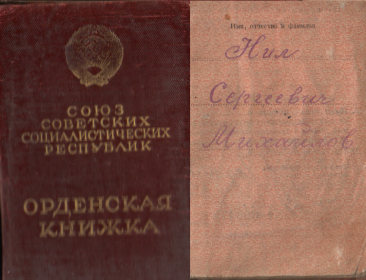 СОЮЗ
СОВЕТСКИХ
СОЦИАЛИСТИЧЕСКИХ
РЕСПУБЛИК
ОРДЕНСКАЯ
КНИЖКА
Имя, отчество и фамилия
Нил
Сергеевич
Михайлов